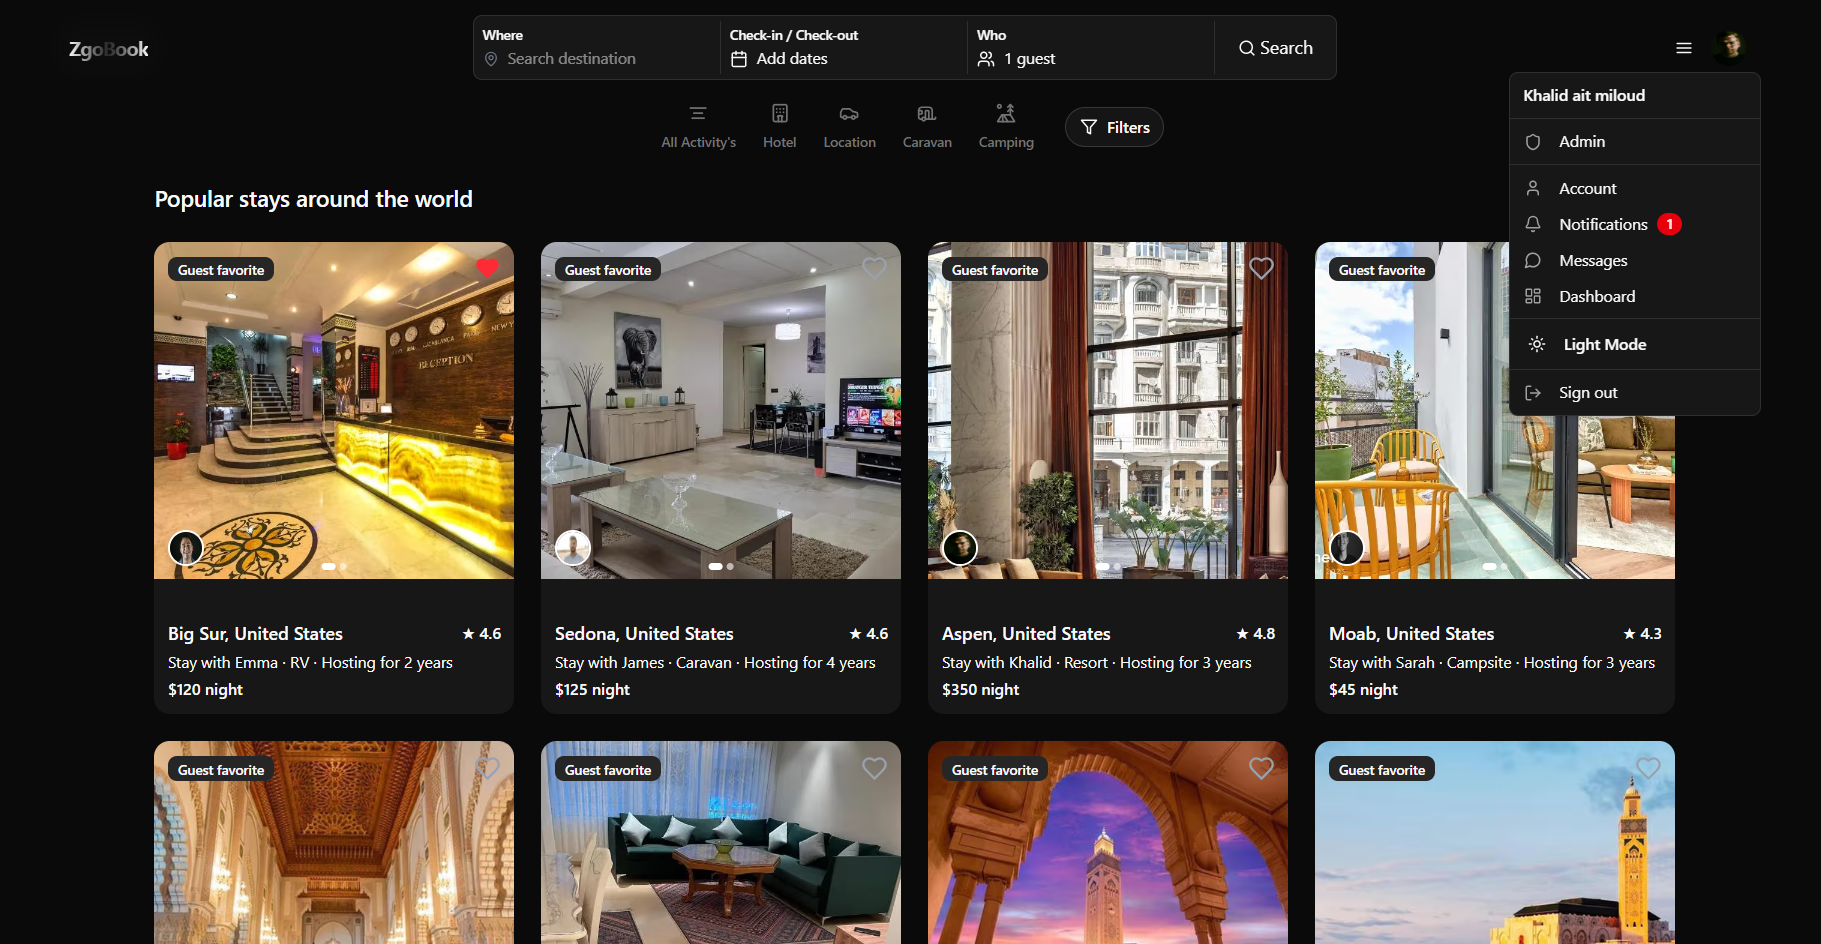 ZgoBook
Where
Search destination
Check-in / Check-out
Add dates
Who
1 guest
Search
All Activity's
Hotel
Location
Caravan
Camping
Filters
Khalid ait miloud
Admin
Account
Notifications 1
Messages
Dashboard
Light Mode
Sign out
Popular stays around the world
Guest favorite
RECEPTION
Big Sur, United States ★ 4.6
Stay with Emma · RV · Hosting for 2 years
$120 night
Guest favorite
Sedona, United States ★ 4.6
Stay with James · Caravan · Hosting for 4 years
$125 night
Guest favorite
Aspen, United States ★ 4.8
Stay with Khalid · Resort · Hosting for 3 years
$350 night
Guest favorite
Moab, United States ★ 4.3
Stay with Sarah · Campsite · Hosting for 3 years
$45 night
Guest favorite
Guest favorite
Guest favorite
Guest favorite